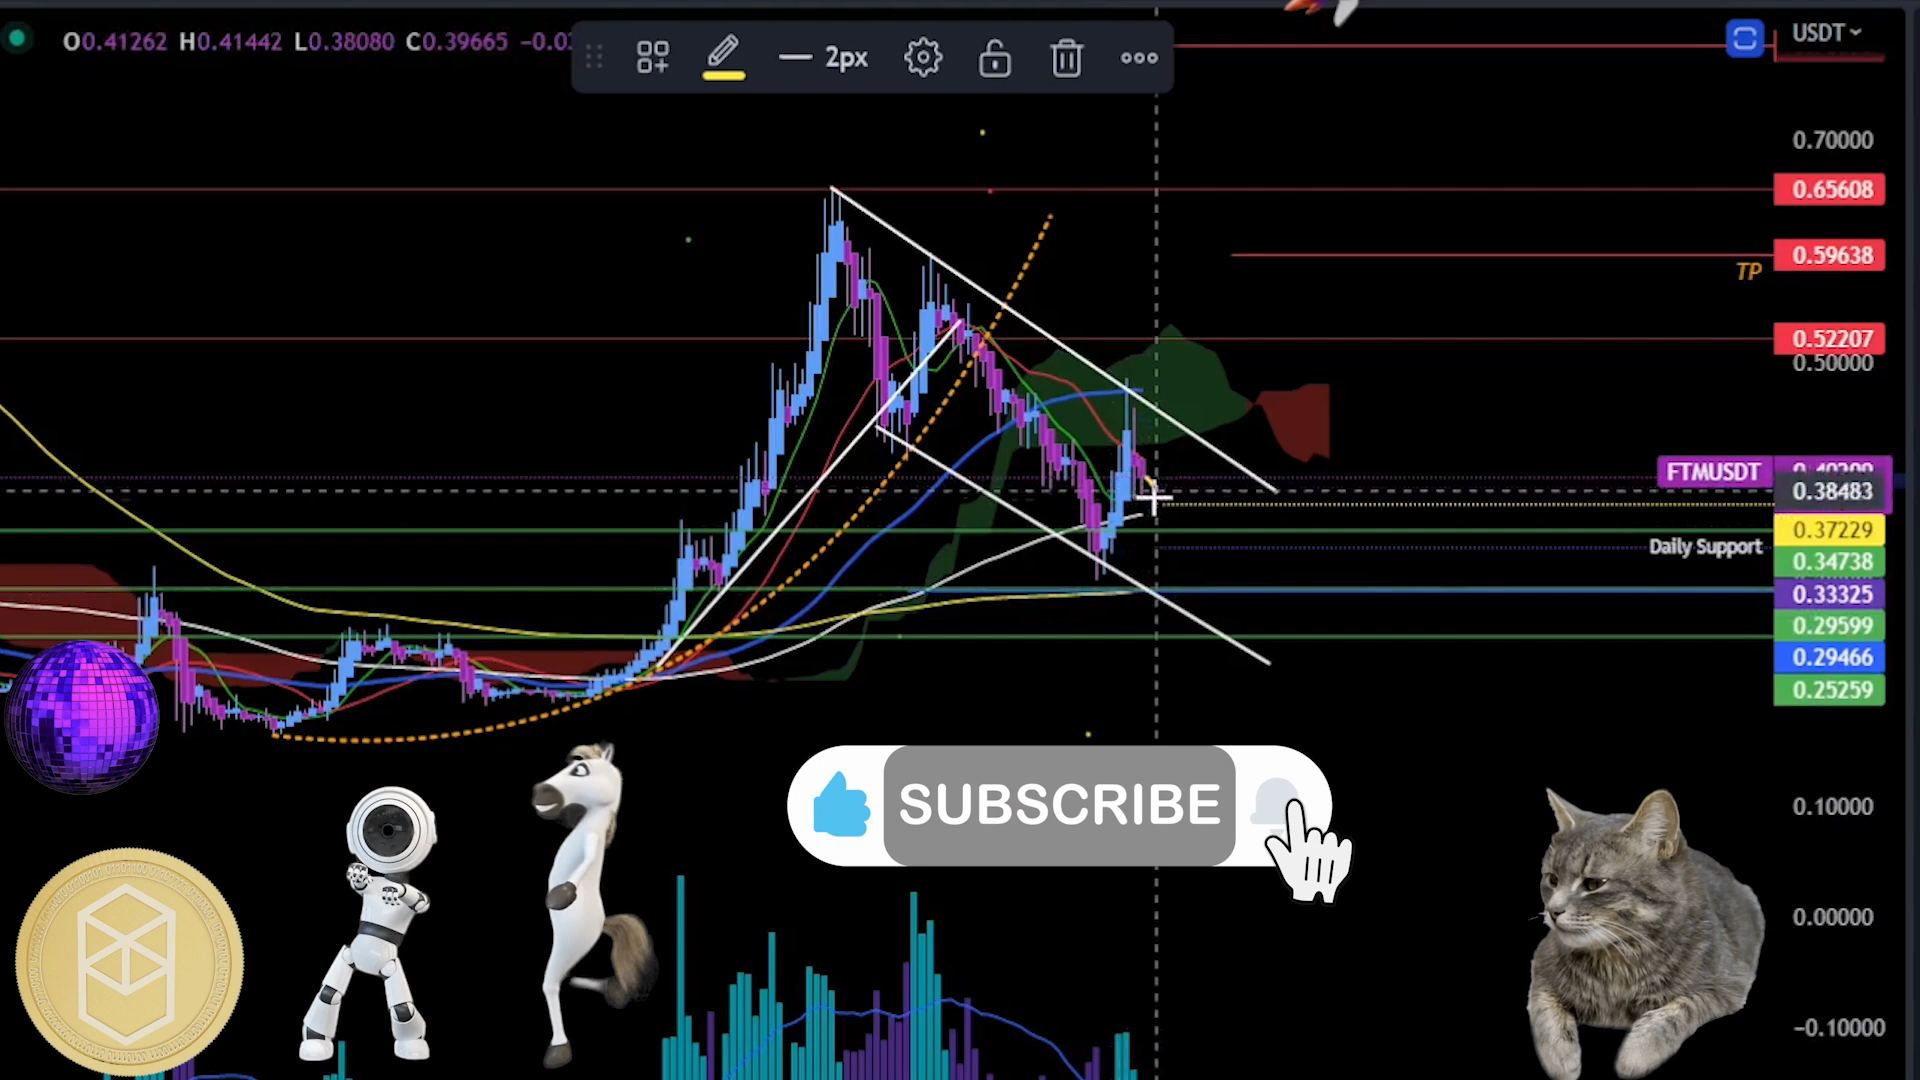 O0.41262 H0.41442 L0.38080 C0.39665
2px
USDT
0.70000
0.65608
0.59638
TP
0.52207
0.50000
FTMUSDT
0.38483
0.37229
Daily Support
0.34738
0.33325
0.29599
0.29466
0.25259
SUBSCRIBE
0.10000
0.00000
−0.10000